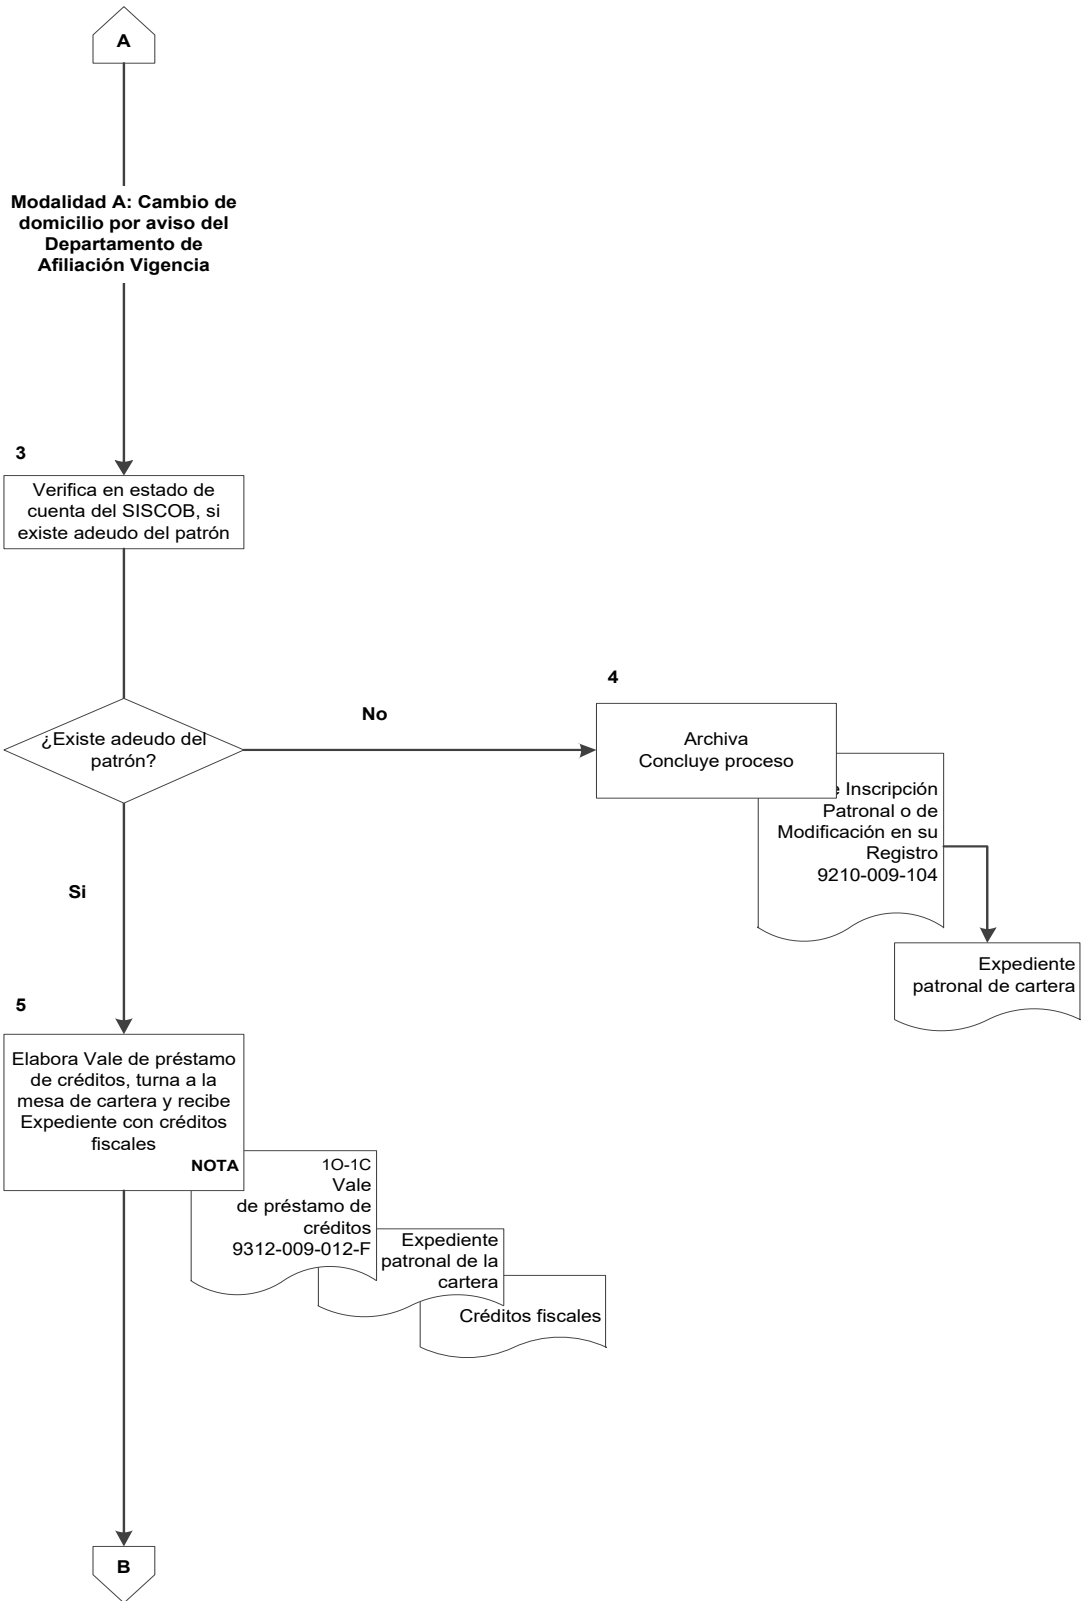 A
Modalidad A: Cambio de
domicilio por aviso del
Departamento de
Afiliación Vigencia
3
Verifica en estado de
cuenta del SISCOB, si
existe adeudo del patrón
¿Existe adeudo del
patrón?
No
4
Archiva
Concluye proceso
Inscripción
Patronal o de
Modificación en su
Registro
9210-009-104
Expediente
patronal de cartera
Si
5
Elabora Vale de préstamo
de créditos, turna a la
mesa de cartera y recibe
Expediente con créditos
fiscales
NOTA
1O-1C
Vale
de préstamo de
créditos
9312-009-012-F
Expediente
patronal de la
cartera
Créditos fiscales
B